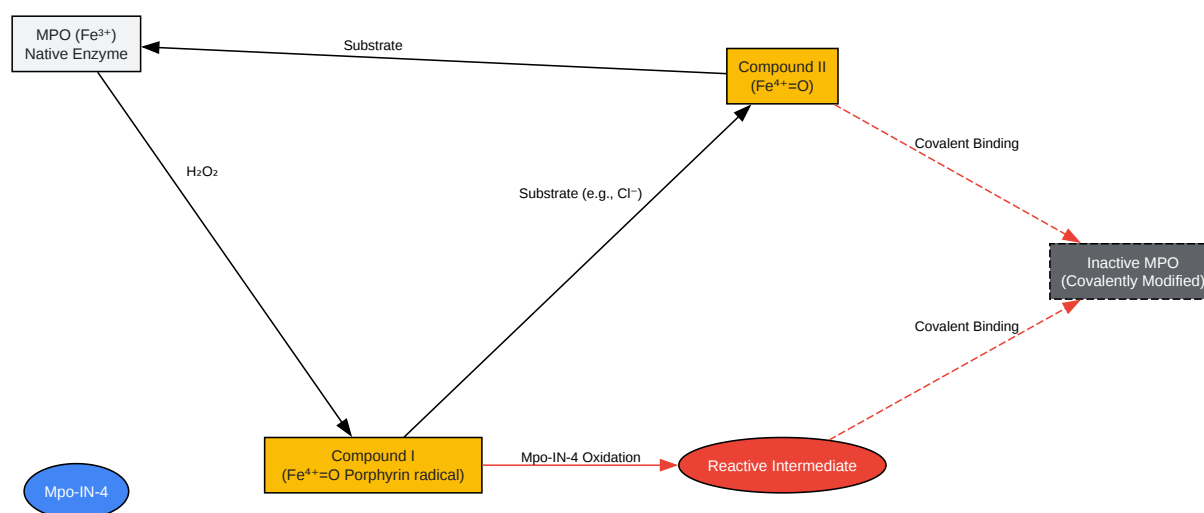 MPO (Fe³⁺)
Native Enzyme
Substrate
Compound II
(Fe⁴⁺=O)
Covalent Binding
H₂O₂
Substrate (e.g., Cl⁻)
Inactive MPO
(Covalently Modified)
Covalent Binding
Compound I
(Fe⁴⁺=O Porphyrin radical)
Mpo-IN-4 Oxidation
Reactive Intermediate
Mpo-IN-4